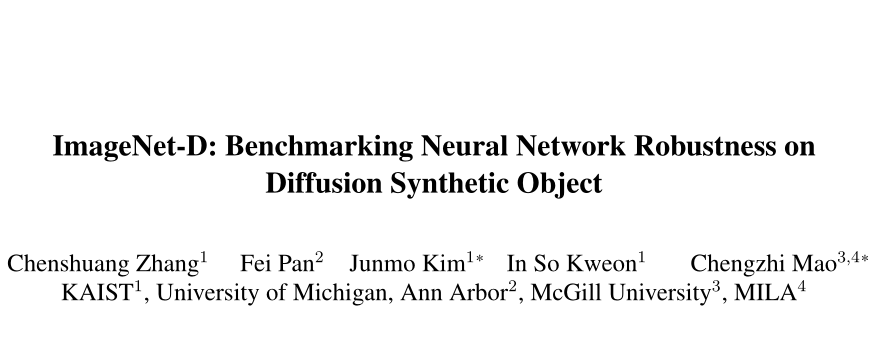 ImageNet-D: Benchmarking Neural Network Robustness on
Diffusion Synthetic Object
Chenshuang Zhang¹ Fei Pan² Junmo Kim¹* In So Kweon¹ Chengzhi Mao³,⁴*
KAIST¹, University of Michigan, Ann Arbor², McGill University³, MILA⁴